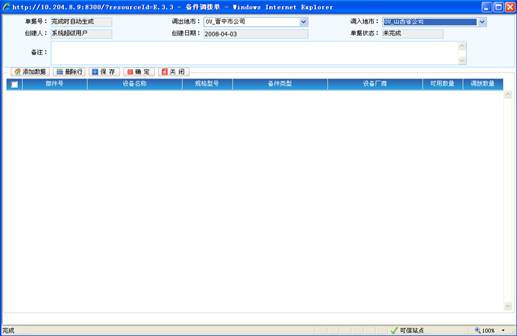 http://10.204.8.9:8300/?resourceId=E.3.3 - 备件调拨单 - Windows Internet Explorer
单据号： 完成时自动生成 调出地市： 0V_晋中市公司 调入地市： 0V_山西省公司
创建人： 系统超级用户 创建日期： 2008-04-03 单据状态： 未完成
备注：
添加数据 删除行 保 存 确 定 关 闭
部件号 设备名称 规格型号 备件类型 设备厂商 可用数量 调拨数量
完成 可信站点 100%